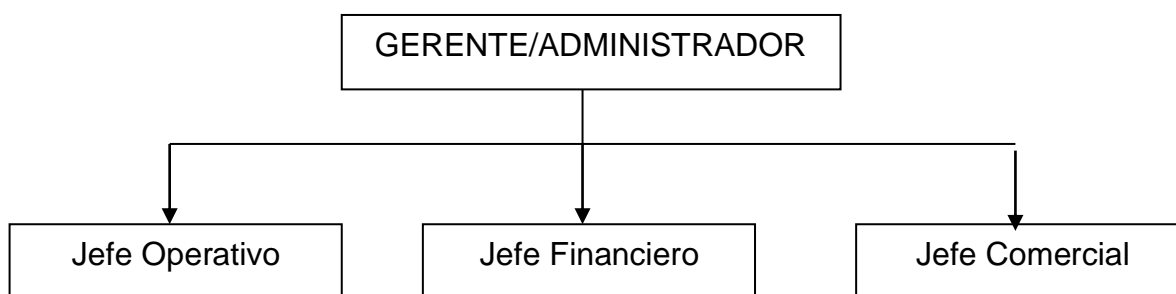 GERENTE/ADMINISTRADOR
Jefe Operativo
Jefe Financiero
Jefe Comercial